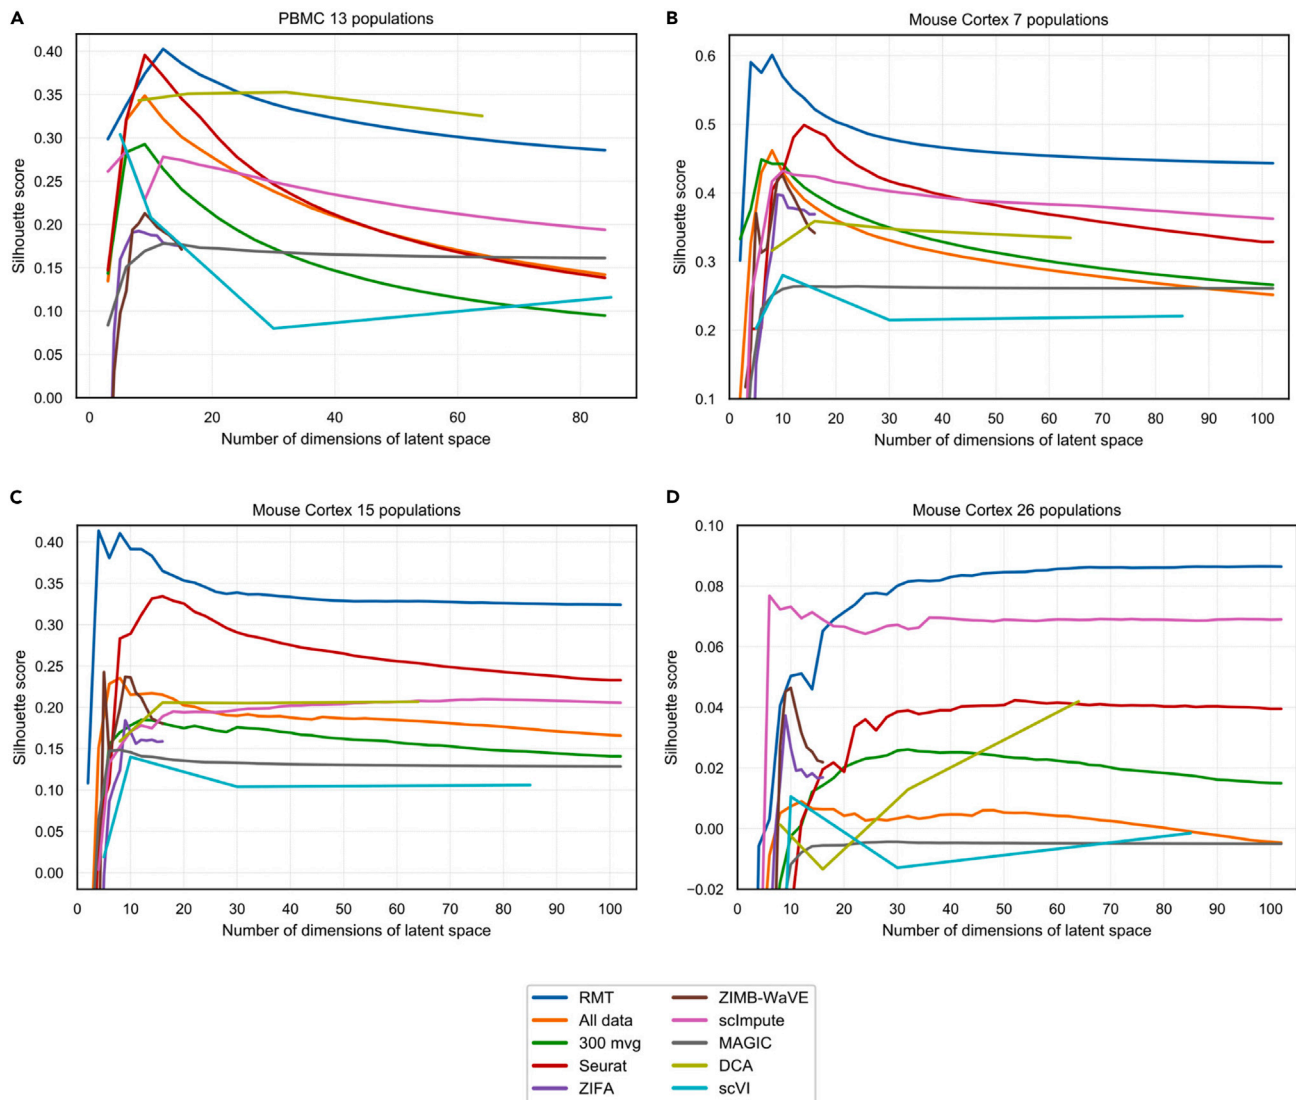 A
PBMC 13 populations
Silhouette score
0.40
0.35
0.30
0.25
0.20
0.15
0.10
0.05
0.00
0 20 40 60 80
Number of dimensions of latent space
B
Mouse Cortex 7 populations
Silhouette score
0.6
0.5
0.4
0.3
0.2
0.1
0 10 20 30 40 50 60 70 80 90 100
Number of dimensions of latent space
C
Mouse Cortex 15 populations
Silhouette score
0.40
0.35
0.30
0.25
0.20
0.15
0.10
0.05
0.00
0 10 20 30 40 50 60 70 80 90 100
Number of dimensions of latent space
D
Mouse Cortex 26 populations
Silhouette score
0.10
0.08
0.06
0.04
0.02
0.00
−0.02
0 10 20 30 40 50 60 70 80 90 100
Number of dimensions of latent space
RMT
All data
300 mvg
Seurat
ZIFA
ZIMB-WaVE
scImpute
MAGIC
DCA
scVI